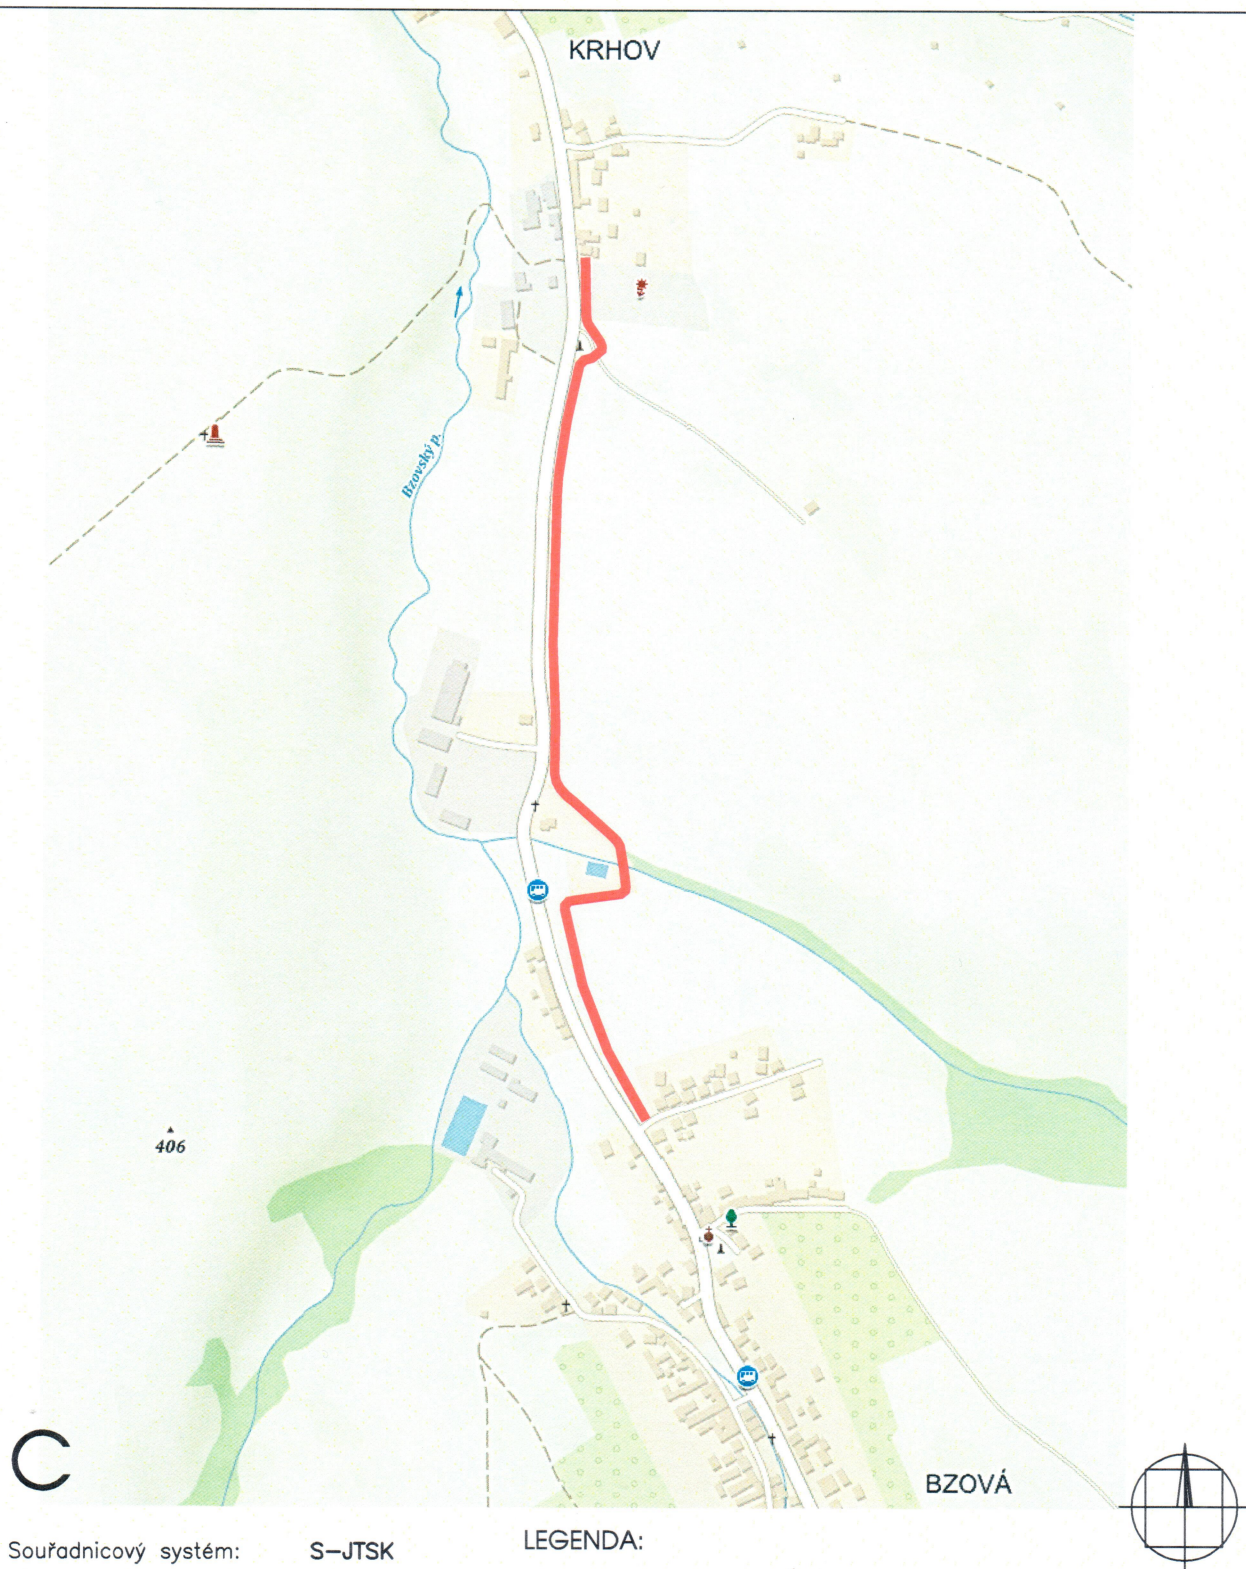 KRHOV
Bzovský p.
406
C
BZOVÁ
Souřadnicový systém: S-JTSK
LEGENDA: